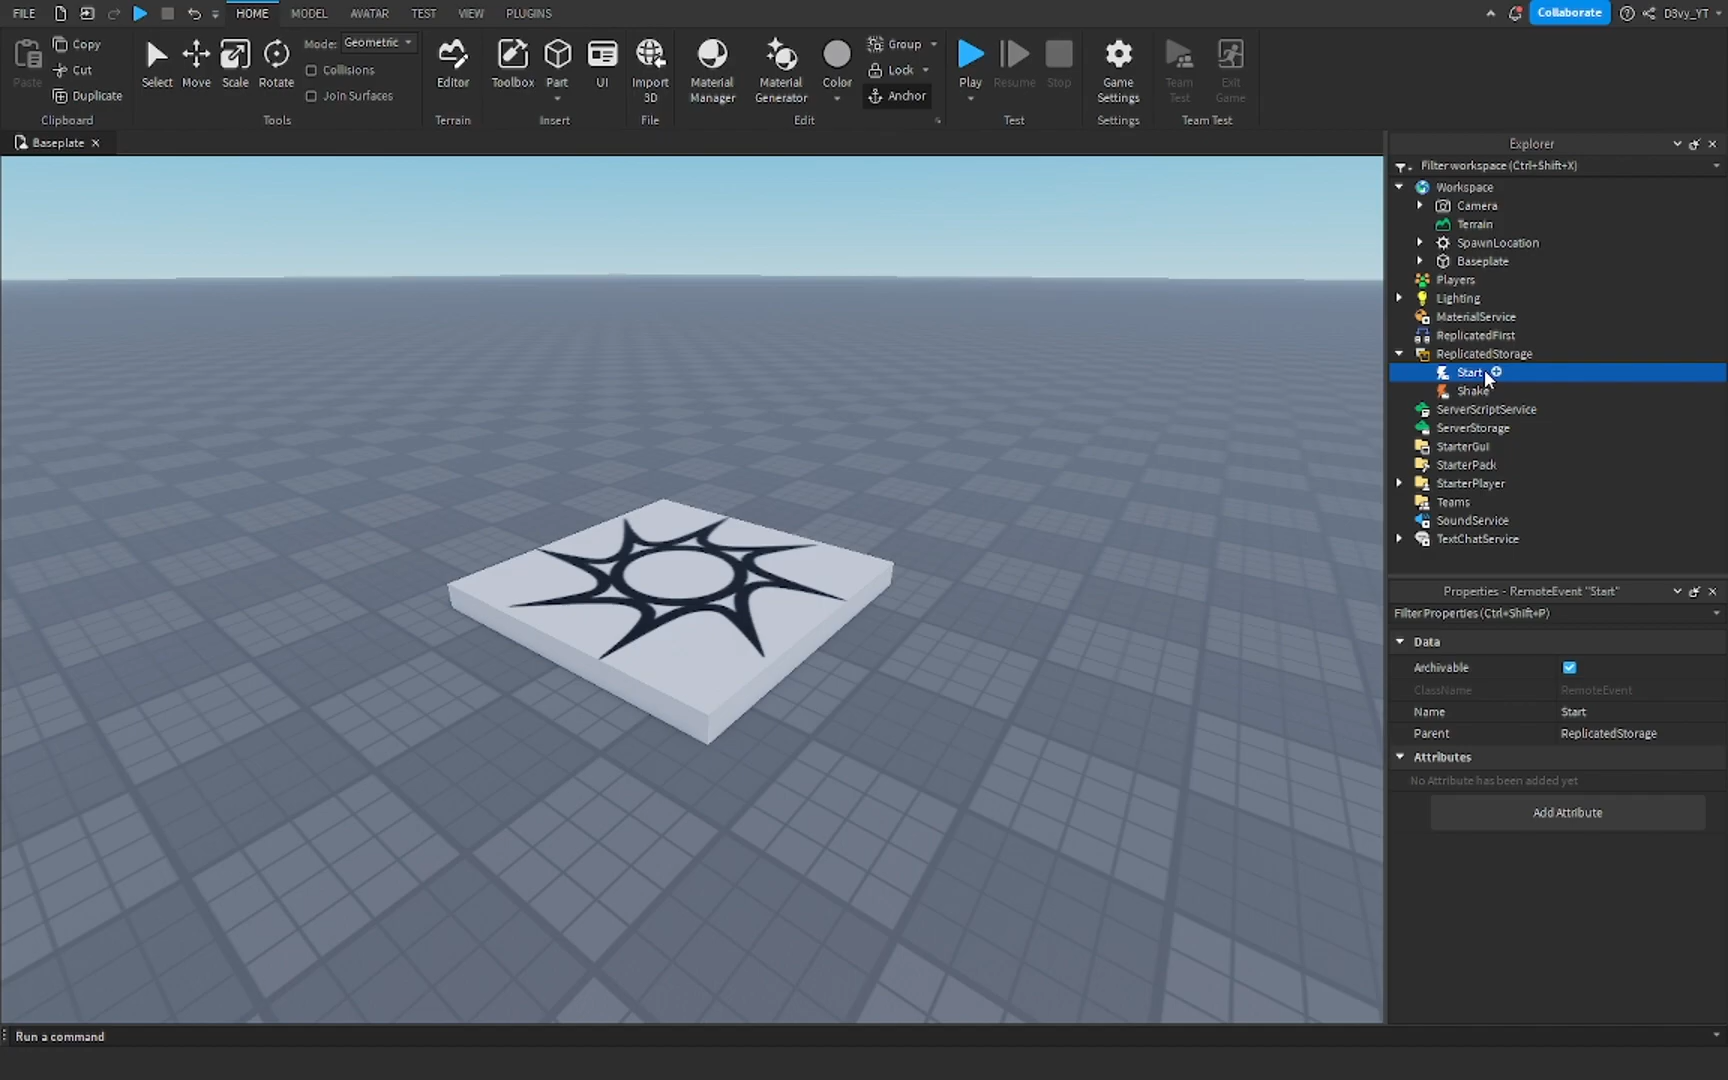 FILE HOME MODEL AVATAR TEST VIEW PLUGINS Collaborate D3vy_YT
Paste Copy Cut Duplicate Clipboard
Select Move Scale Rotate Mode: Geometric Collisions Join Surfaces Tools
Editor Terrain
Toolbox Part UI Insert
Import 3D File
Material Manager Material Generator Color Group Lock Anchor Edit
Play Resume Stop Test
Game Settings Settings
Team Test Exit Game Team Test
Baseplate
Explorer
Filter workspace (Ctrl+Shift+X)
Workspace
Camera
Terrain
SpawnLocation
Baseplate
Players
Lighting
MaterialService
ReplicatedFirst
ReplicatedStorage
Start
Shake
ServerScriptService
ServerStorage
StarterGui
StarterPack
StarterPlayer
Teams
SoundService
TextChatService
Properties - RemoteEvent "Start"
Filter Properties (Ctrl+Shift+P)
Data
Archivable
ClassName RemoteEvent
Name Start
Parent ReplicatedStorage
Attributes
No Attribute has been added yet
Add Attribute
Run a command